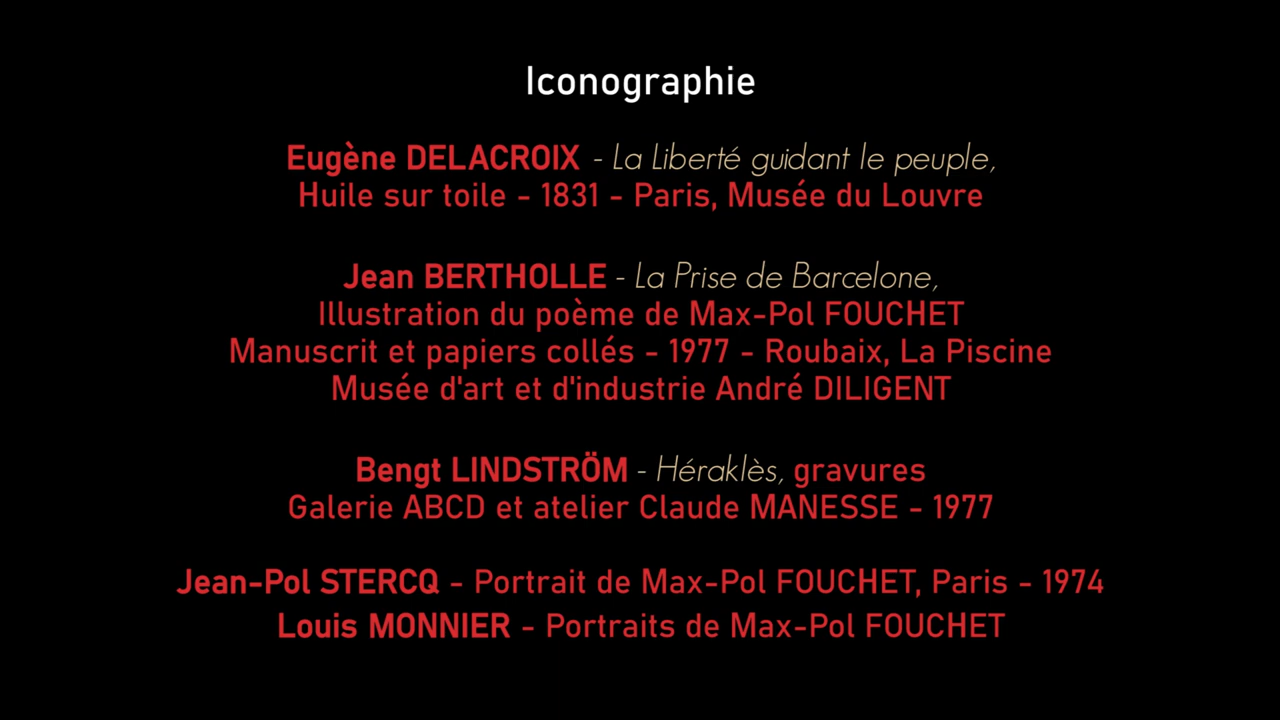 Iconographie
Eugène DELACROIX - La Liberté guidant le peuple,
Huile sur toile - 1831 - Paris, Musée du Louvre
Jean BERTHOLLE - La Prise de Barcelone,
Illustration du poème de Max-Pol FOUCHET
Manuscrit et papiers collés - 1977 - Roubaix, La Piscine
Musée d'art et d'industrie André DILIGENT
Bengt LINDSTRÖM - Héraklès, gravures
Galerie ABCD et atelier Claude MANESSE - 1977
Jean-Pol STERCQ - Portrait de Max-Pol FOUCHET, Paris - 1974
Louis MONNIER - Portraits de Max-Pol FOUCHET